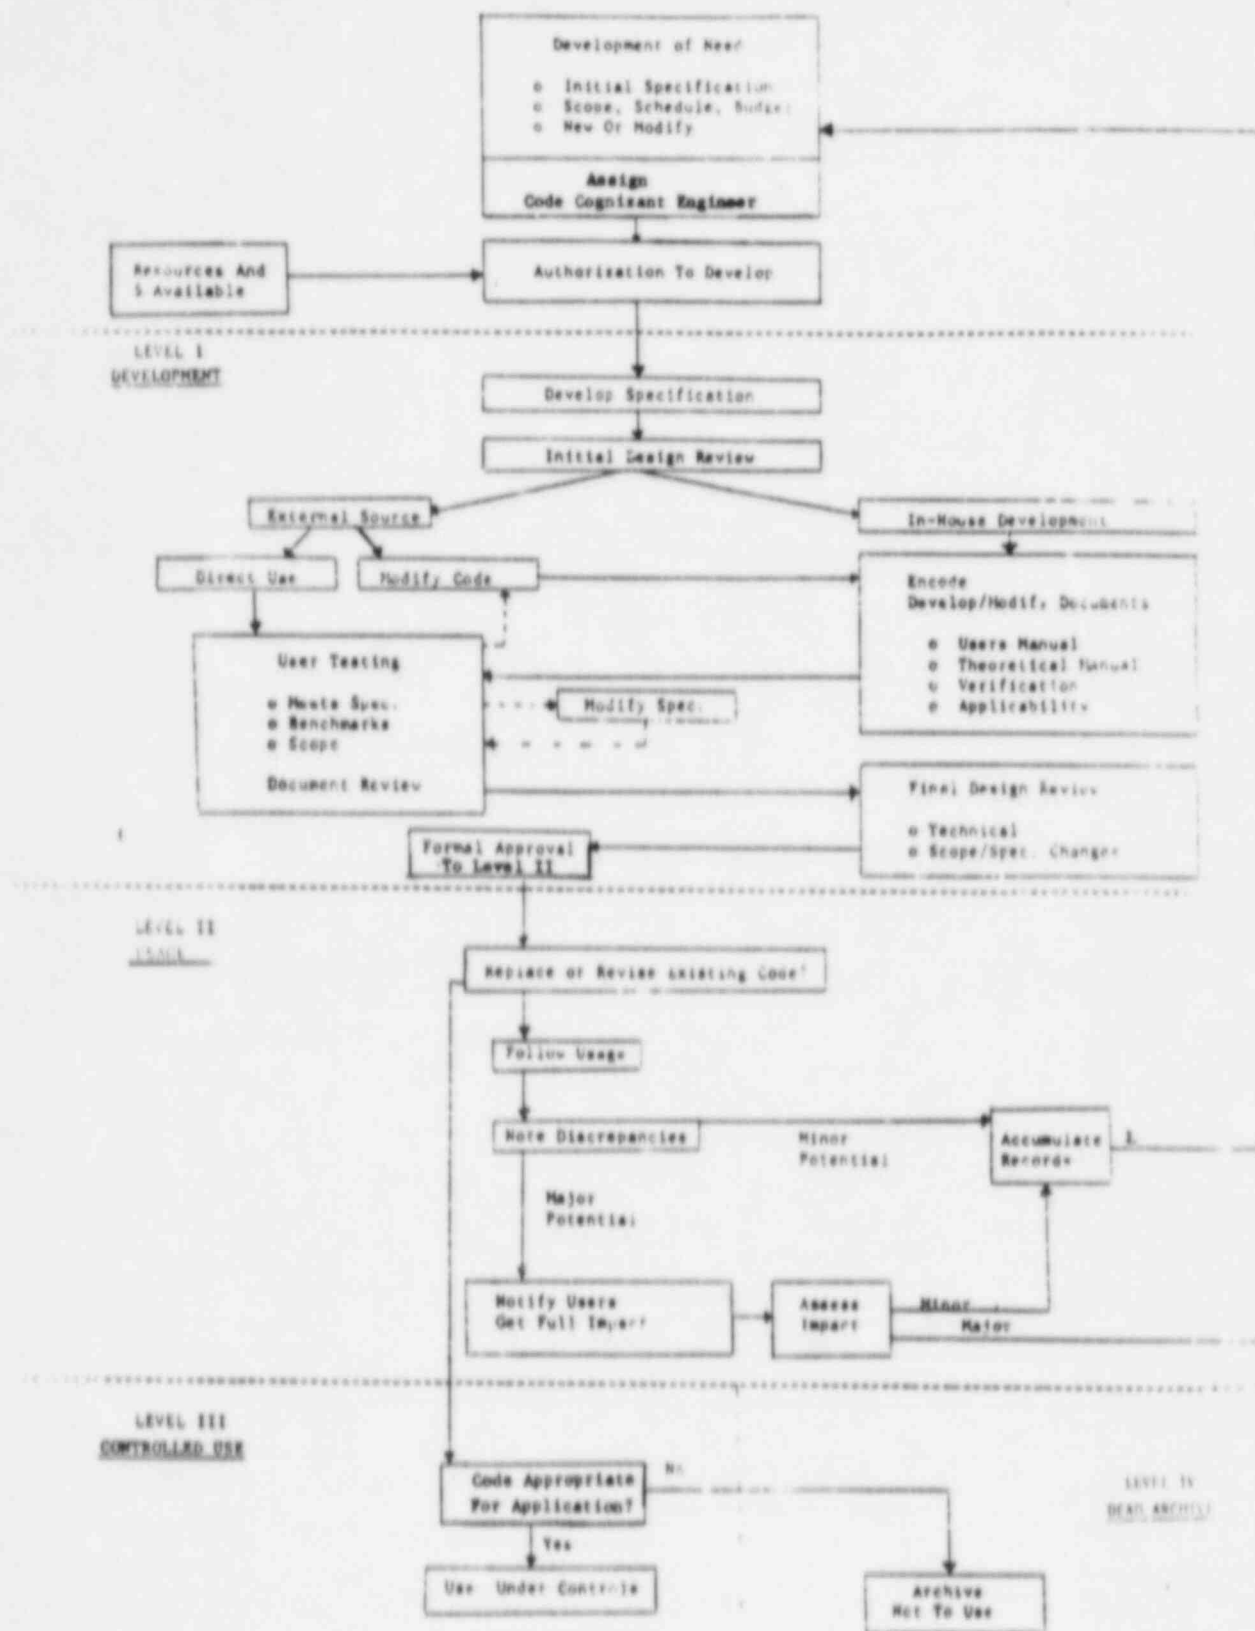 Development of Need
o Initial Specification
o Scope, Schedule, Budget
o New Or Modify
Assign
Code Cognizant Engineer
Resources And
s Available
Authorization To Develop
LEVEL I
DEVELOPMENT
Develop Specification
Initial Design Review
External Source
In-House Development
Direct Use
Modify Code
Encode
Develop/Modify Documents
o Users Manual
o Theoretical Manual
o Verification
o Applicability
User Testing
o Meets Spec.
o Benchmarks
o Scope
Document Review
Modify Spec.
Final Design Review
o Technical
o Scope/Spec. Changes
Formal Approval
To Level II
LEVEL II
USAGE
Replace or Revise Existing Code?
Follow Usage
Note Discrepancies
Minor
Potential
Accumulate
Records
Major
Potential
Notify Users
Get Full Impact
Assess
Impact
Minor
Major
LEVEL III
CONTROLLED USE
Code Appropriate
For Application?
No
Yes
Use Under Controls
LEVEL IV
DEAD ARCHIVE
Archive
Not To Use